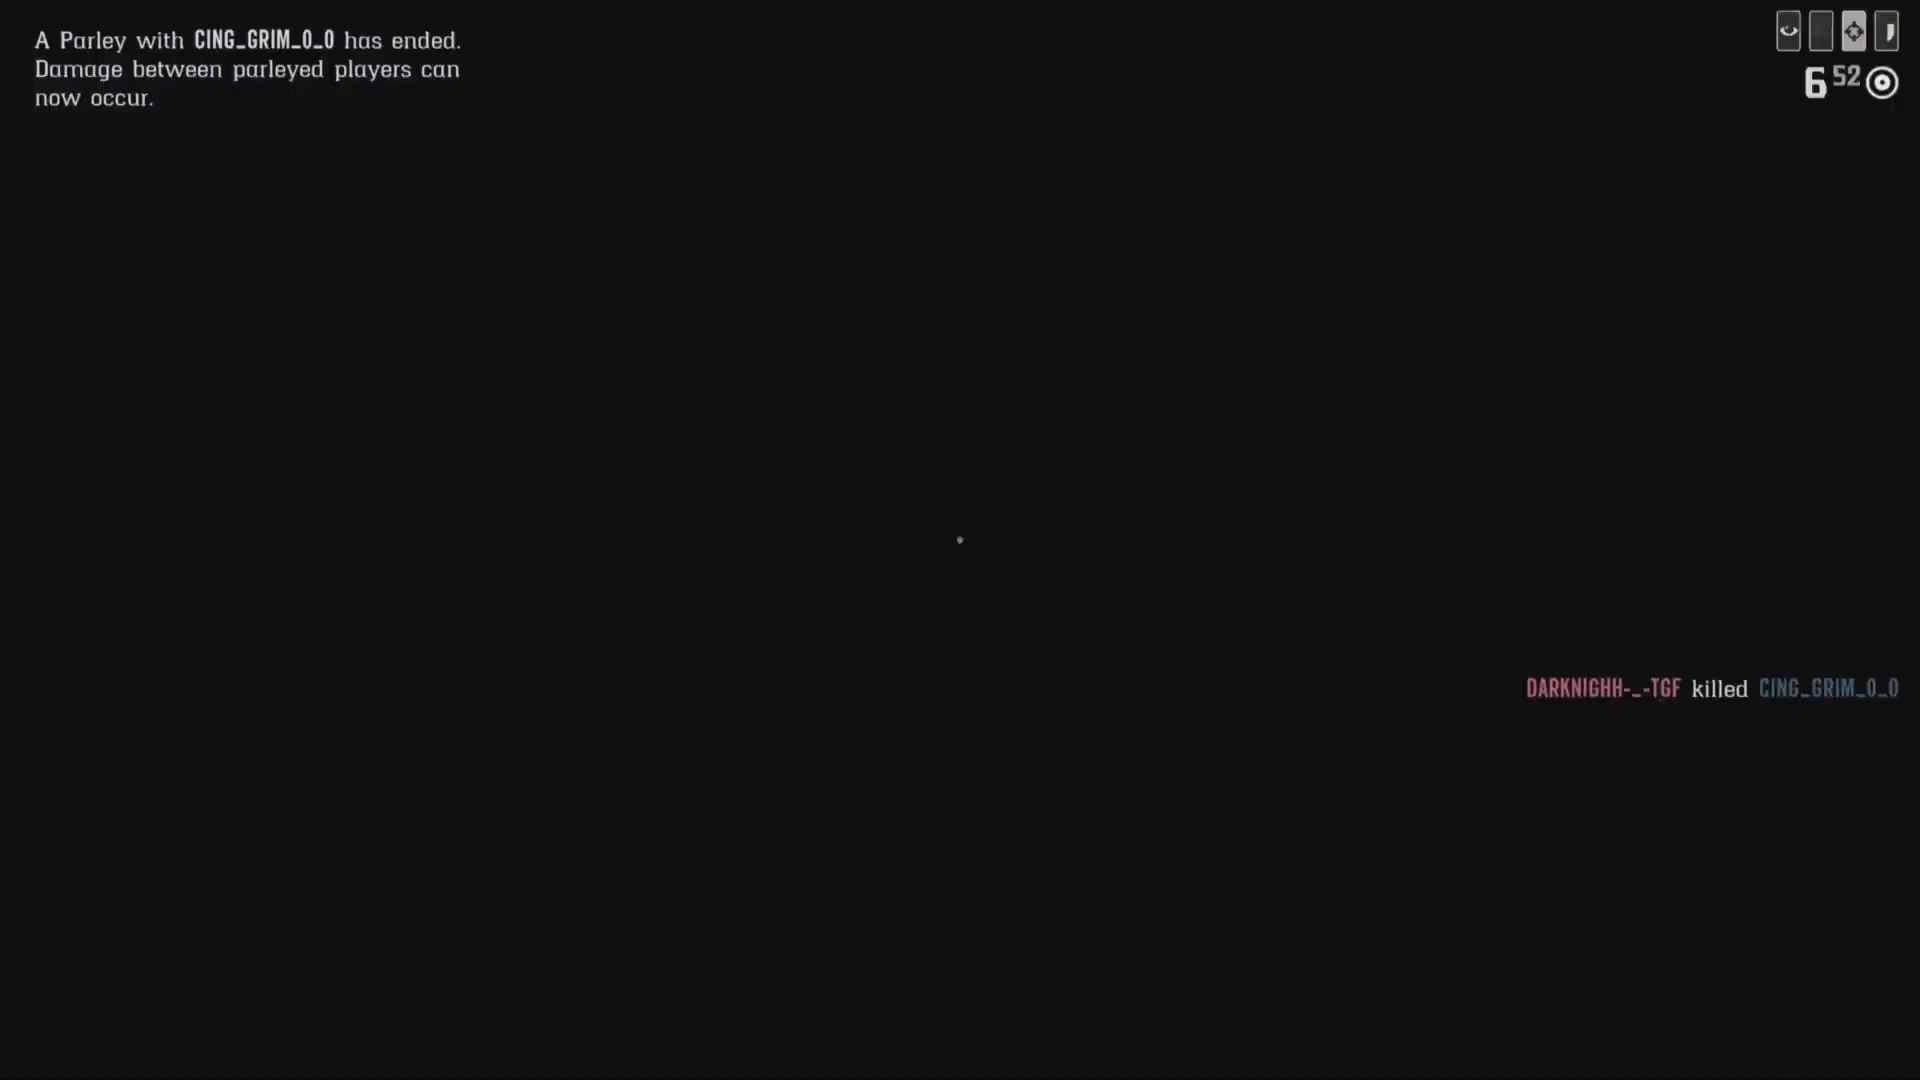 A Parley with CING_GRIM_0_0 has ended.
Damage between parleyed players can
now occur.
6 52
DARKNIGHH-_-TGF killed CING_GRIM_0_0